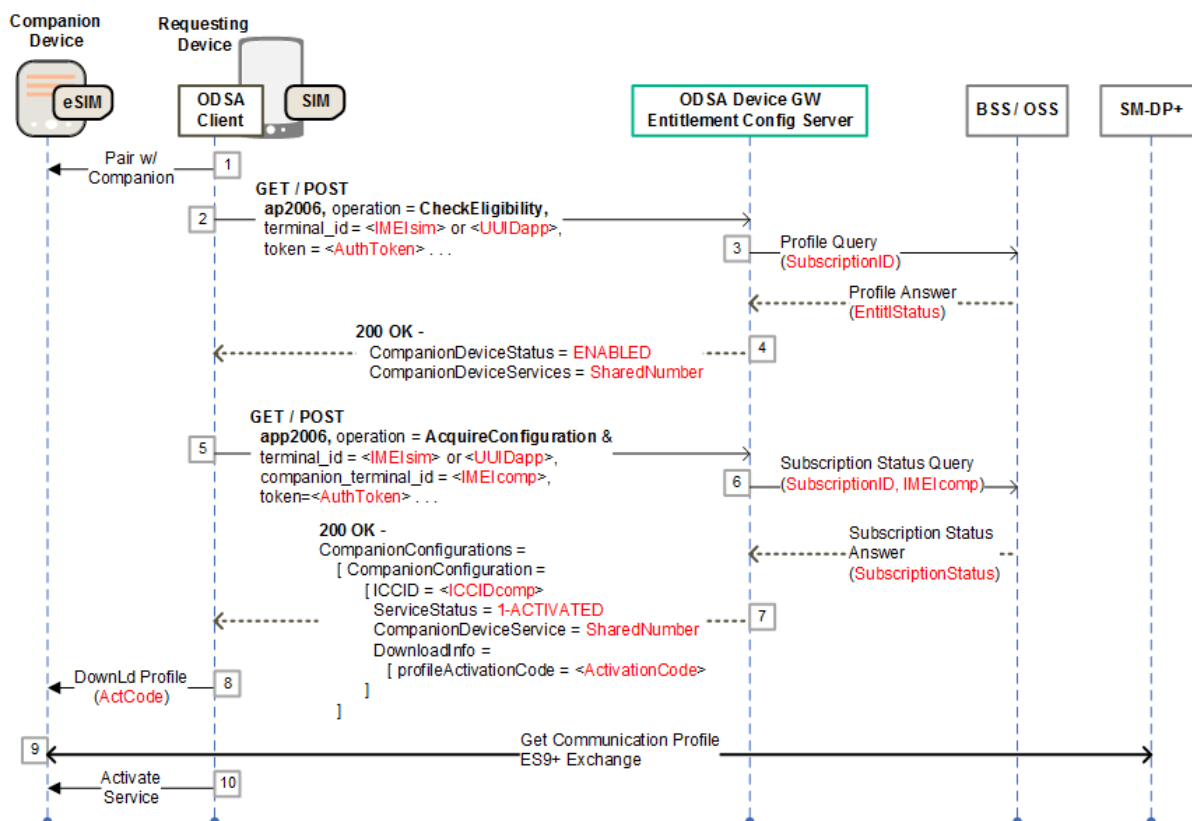 Companion
Device
Requesting
Device
eSIM
ODSA
Client
SIM
ODSA Device GW
Entitlement Config Server
BSS/ OSS
SM-DP+
Pair w/
Companion
1
GET / POST
2
ap2006, operation = CheckEligibility,
terminal_id = <IMEIsim> or <UUIDapp>,
token = <AuthToken> . . .
3
Profile Query
(SubscriptionID)
Profile Answer
(EntitlStatus)
200 OK -
CompanionDeviceStatus = ENABLED
CompanionDeviceServices = SharedNumber
4
GET / POST
5
app2006, operation = AcquireConfiguration &
terminal_id = <IMEIsim> or <UUIDapp>,
companion_terminal_id = <IMEIcomp>,
token=<AuthToken> . . .
6
Subscription Status Query
(SubscriptionID, IMEIcomp)
Subscription Status
Answer
(SubscriptionStatus)
200 OK -
CompanionConfigurations =
[ CompanionConfiguration =
[ ICCID = <ICCIDcomp>
ServiceStatus = 1-ACTIVATED
CompanionDeviceService = SharedNumber
DownloadInfo =
[ profileActivationCode = <ActivationCode>
]
]
7
DownLd Profile
(ActCode)
8
9
Get Communication Profile
ES9+ Exchange
Activate
Service
10